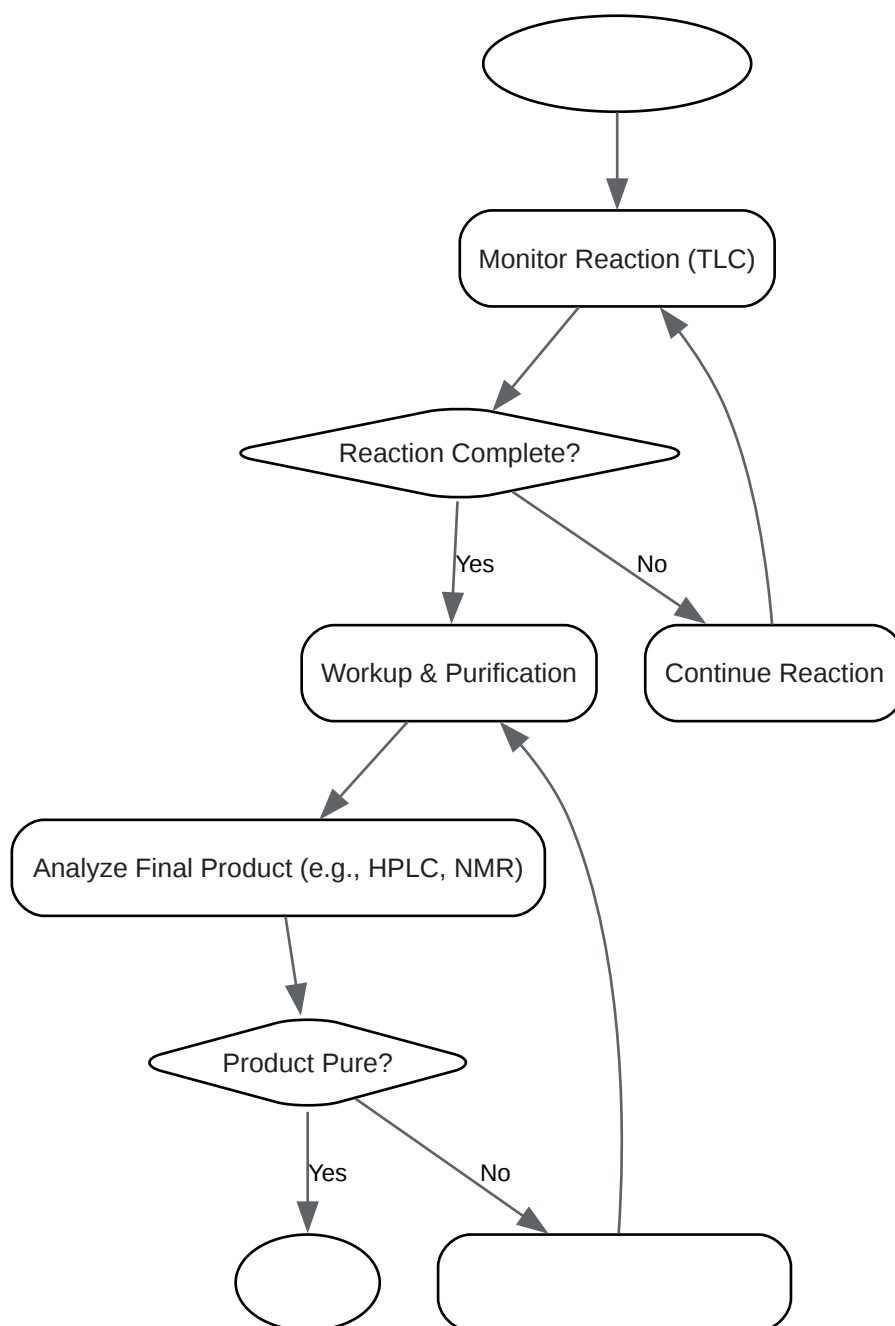 Monitor Reaction (TLC)
Reaction Complete?
Yes
No
Workup & Purification
Continue Reaction
Analyze Final Product (e.g., HPLC, NMR)
Product Pure?
Yes
No